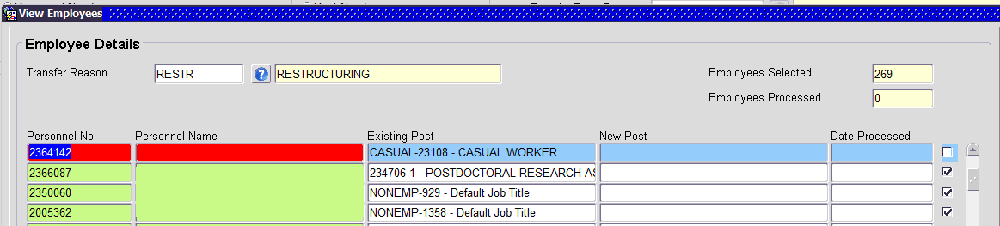 View Employees
Employee Details
Transfer Reason RESTR ? RESTRUCTURING Employees Selected 269
Employees Processed 0
Personnel No Personnel Name Existing Post New Post Date Processed
2364142 CASUAL-23108 - CASUAL WORKER
2366087 234706-1 - POSTDOCTORAL RESEARCH AS
2350060 NONEMP-929 - Default Job Title
2005362 NONEMP-1358 - Default Job Title